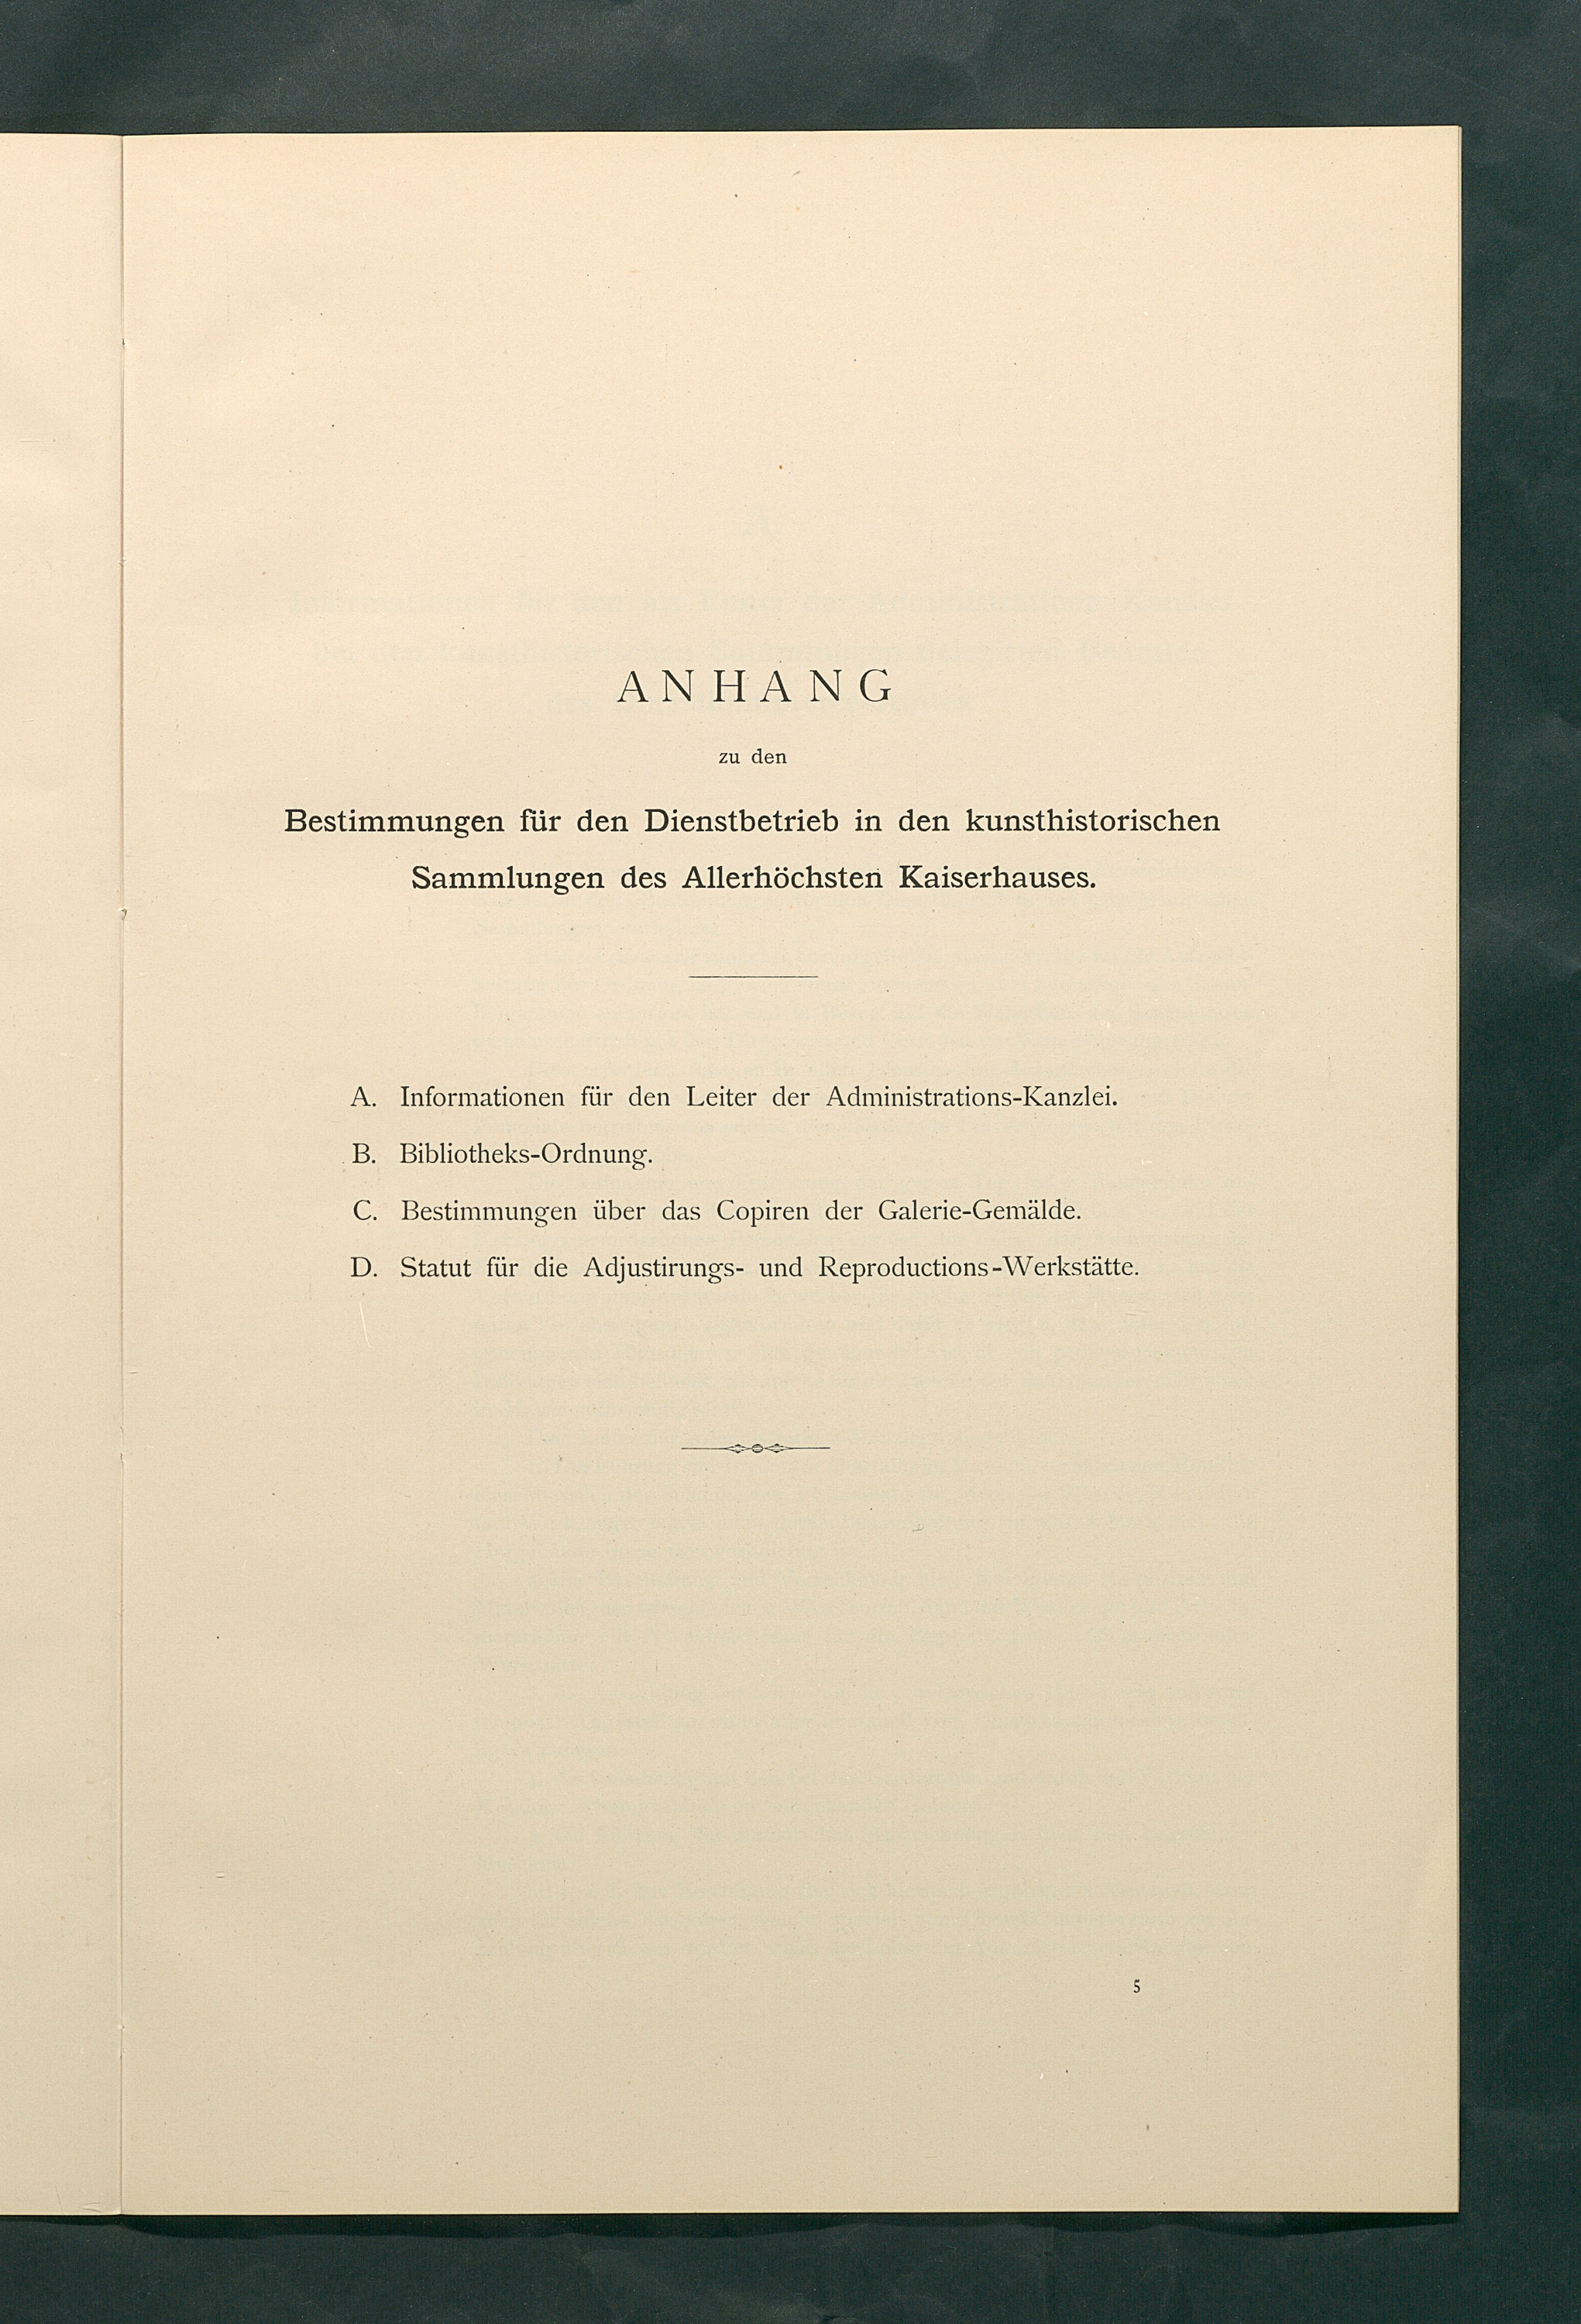 ANHANG
zu den
Bestimmungen für den Dienstbetrieb in den kunsthistorischen
Sammlungen des Allerhöchsten Kaiserhauses.
A. Informationen für den Leiter der Administrations-Kanzlei.
B. Bibliotheks-Ordnung.
C. Bestimmungen über das Copiren der Galerie-Gemälde.
D. Statut für die Adjustirungs- und Reproductions-Werkstätte.
5